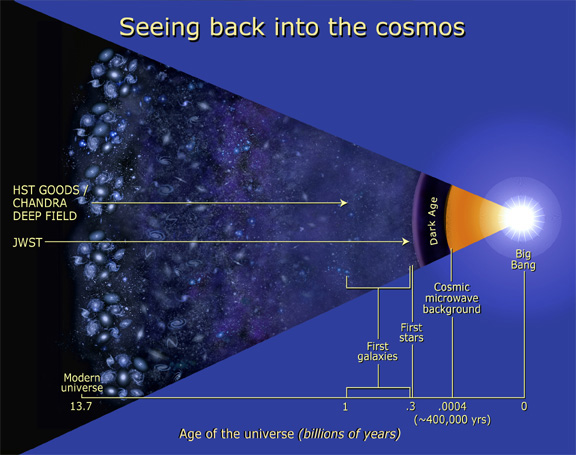 Seeing back into the cosmos
HST GOODS /
CHANDRA
DEEP FIELD
JWST
Dark Age
Big
Bang
Cosmic
microwave
background
First
stars
First
galaxies
Modern
universe
13.7
1
.3
.0004
0
(~400,000 yrs)
Age of the universe (billions of years)